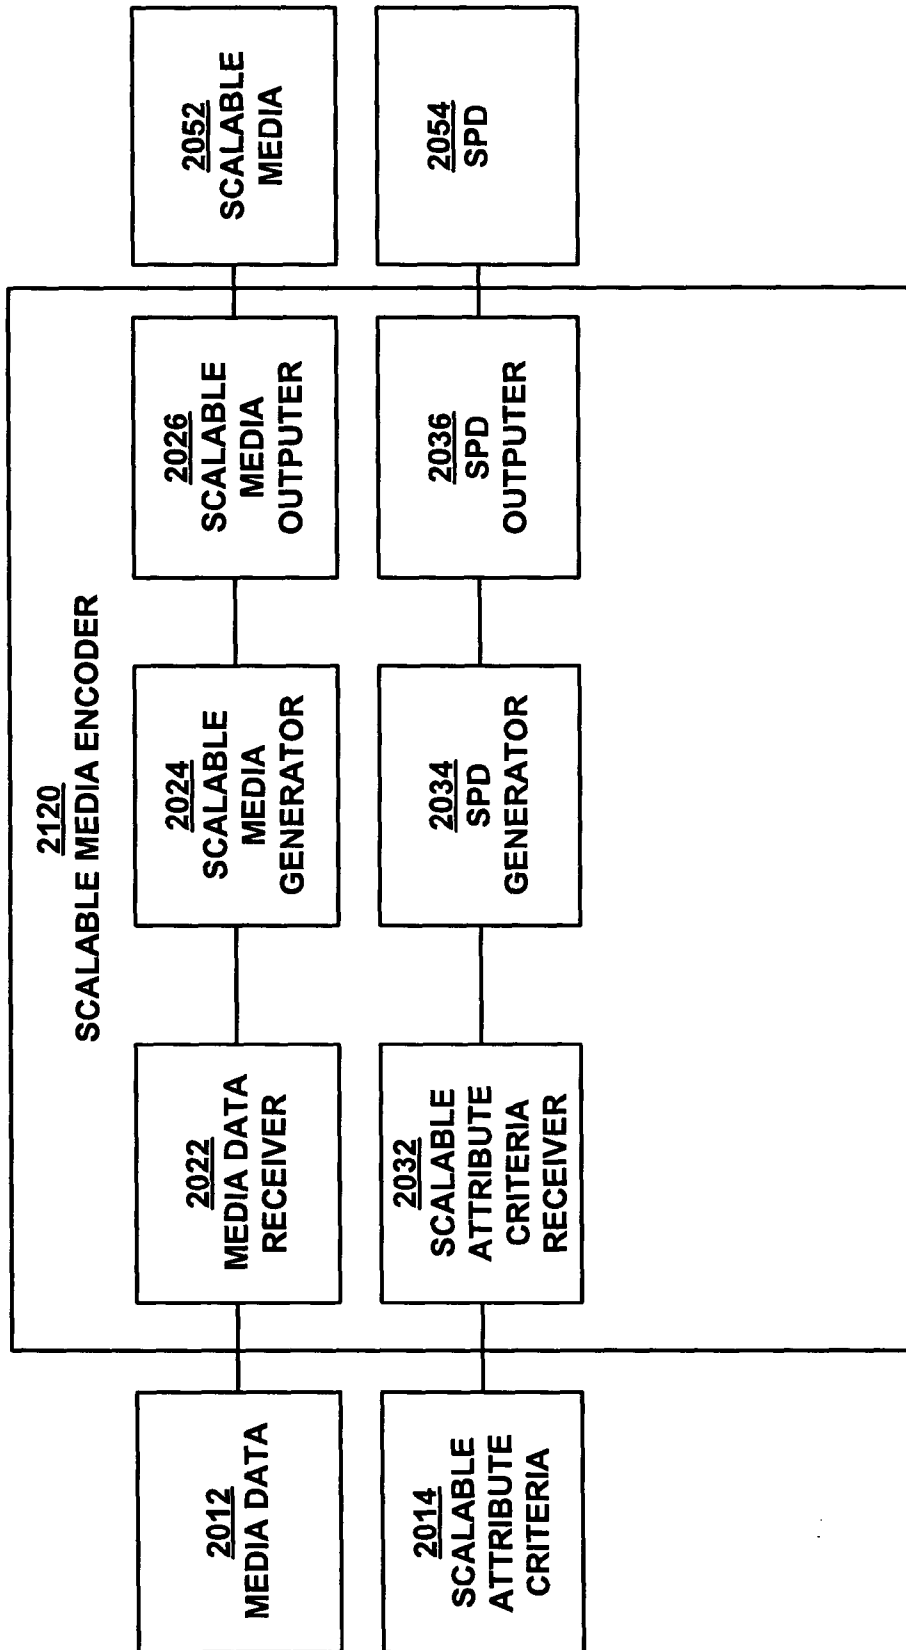 2120
SCALABLE MEDIA ENCODER
2012
MEDIA DATA
2022
MEDIA DATA
RECEIVER
2024
SCALABLE
MEDIA
GENERATOR
2026
SCALABLE
MEDIA
OUTPUTER
2052
SCALABLE
MEDIA
2014
SCALABLE
ATTRIBUTE
CRITERIA
2032
SCALABLE
ATTRIBUTE
CRITERIA
RECEIVER
2034
SPD
GENERATOR
2036
SPD
OUTPUTER
2054
SPD